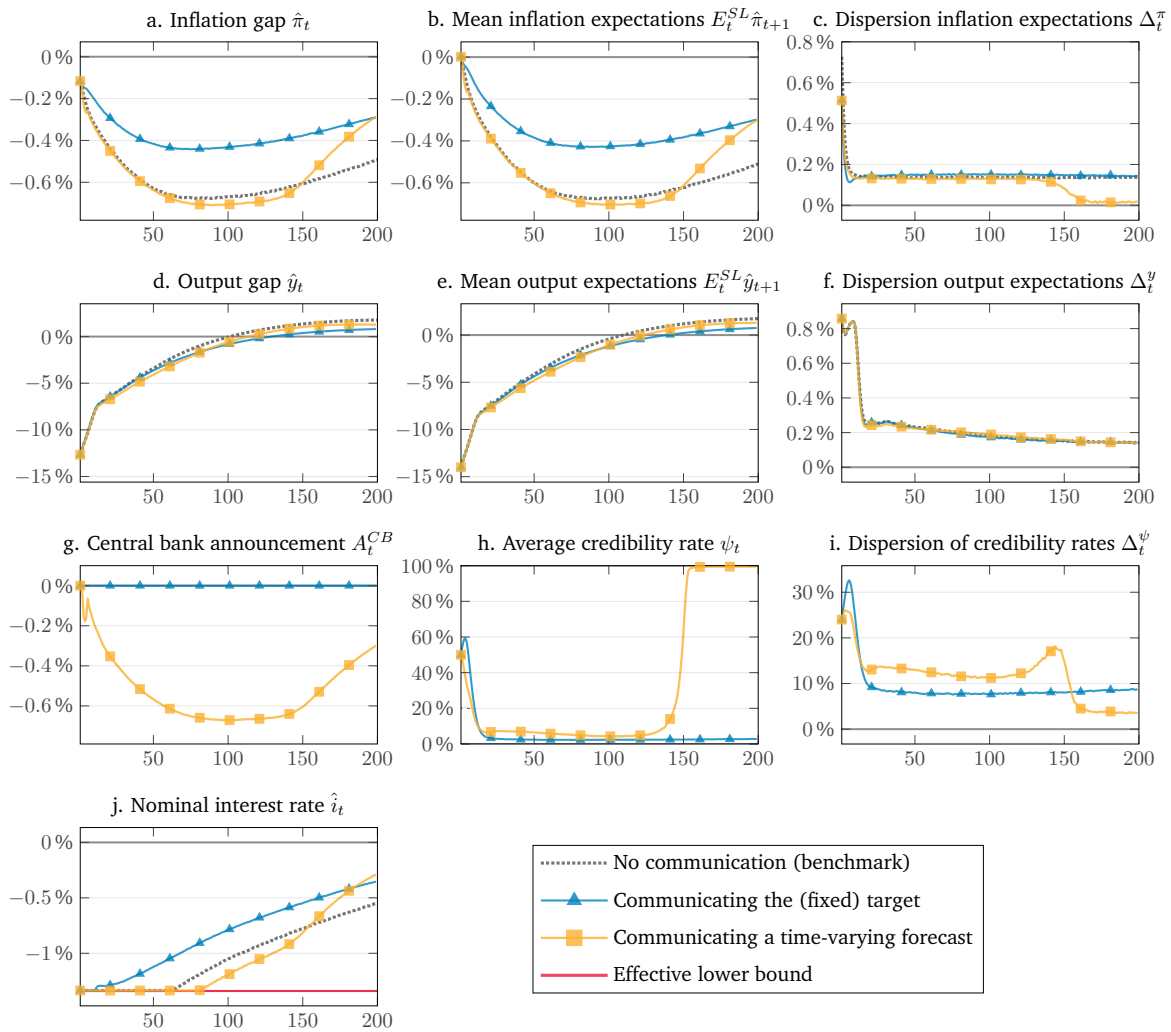 a. Inflation gap π̂_t
b. Mean inflation expectations E_t^{SL} π̂_{t+1}
c. Dispersion inflation expectations Δ_t^π
0 %
−0.2 %
−0.4 %
−0.6 %
50 100 150 200
0 %
−0.2 %
−0.4 %
−0.6 %
50 100 150 200
0.8 %
0.6 %
0.4 %
0.2 %
0 %
50 100 150 200
d. Output gap ŷ_t
e. Mean output expectations E_t^{SL} ŷ_{t+1}
f. Dispersion output expectations Δ_t^y
0 %
−5 %
−10 %
−15 %
50 100 150 200
0 %
−5 %
−10 %
−15 %
50 100 150 200
0.8 %
0.6 %
0.4 %
0.2 %
0 %
50 100 150 200
g. Central bank announcement A_t^{CB}
h. Average credibility rate ψ_t
i. Dispersion of credibility rates Δ_t^ψ
0 %
−0.2 %
−0.4 %
−0.6 %
50 100 150 200
100 %
80 %
60 %
40 %
20 %
0 %
50 100 150 200
30 %
20 %
10 %
0 %
50 100 150 200
j. Nominal interest rate î_t
0 %
−0.5 %
−1 %
50 100 150 200
No communication (benchmark)
Communicating the (fixed) target
Communicating a time-varying forecast
Effective lower bound